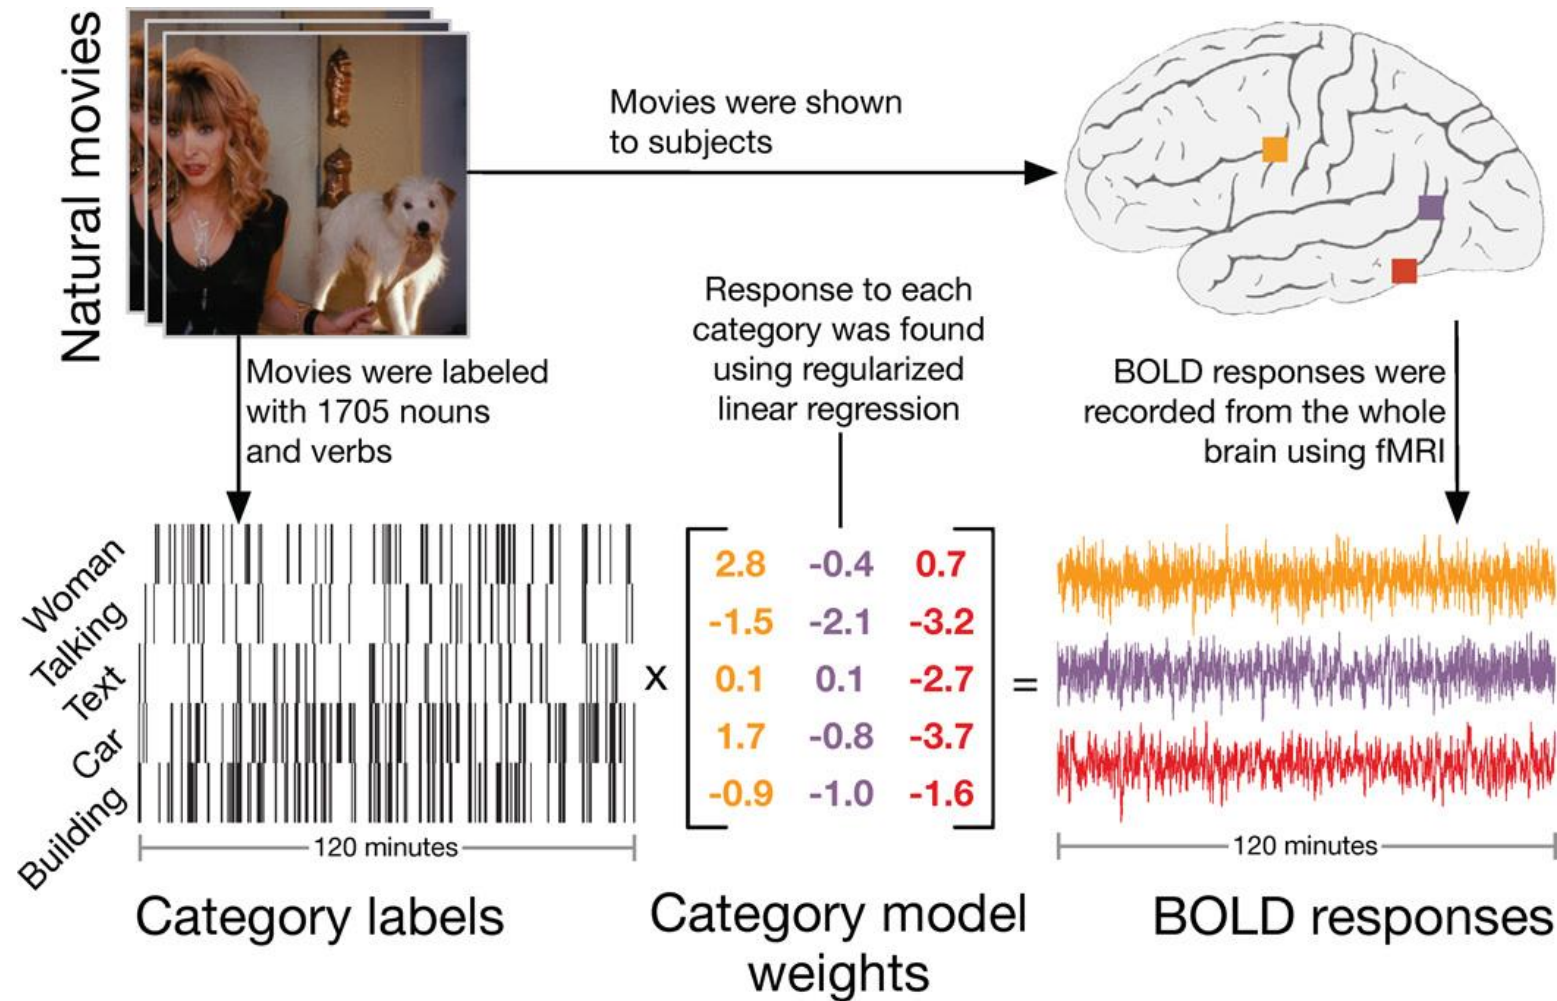 Natural movies
Movies were shown
to subjects
Movies were labeled
with 1705 nouns
and verbs
Response to each
category was found
using regularized
linear regression
BOLD responses were
recorded from the whole
brain using fMRI
Woman
Talking
Text
Car
Building
120 minutes
Category labels
x
2.8 -0.4 0.7
-1.5 -2.1 -3.2
0.1 0.1 -2.7
1.7 -0.8 -3.7
-0.9 -1.0 -1.6
=
Category model
weights
120 minutes
BOLD responses